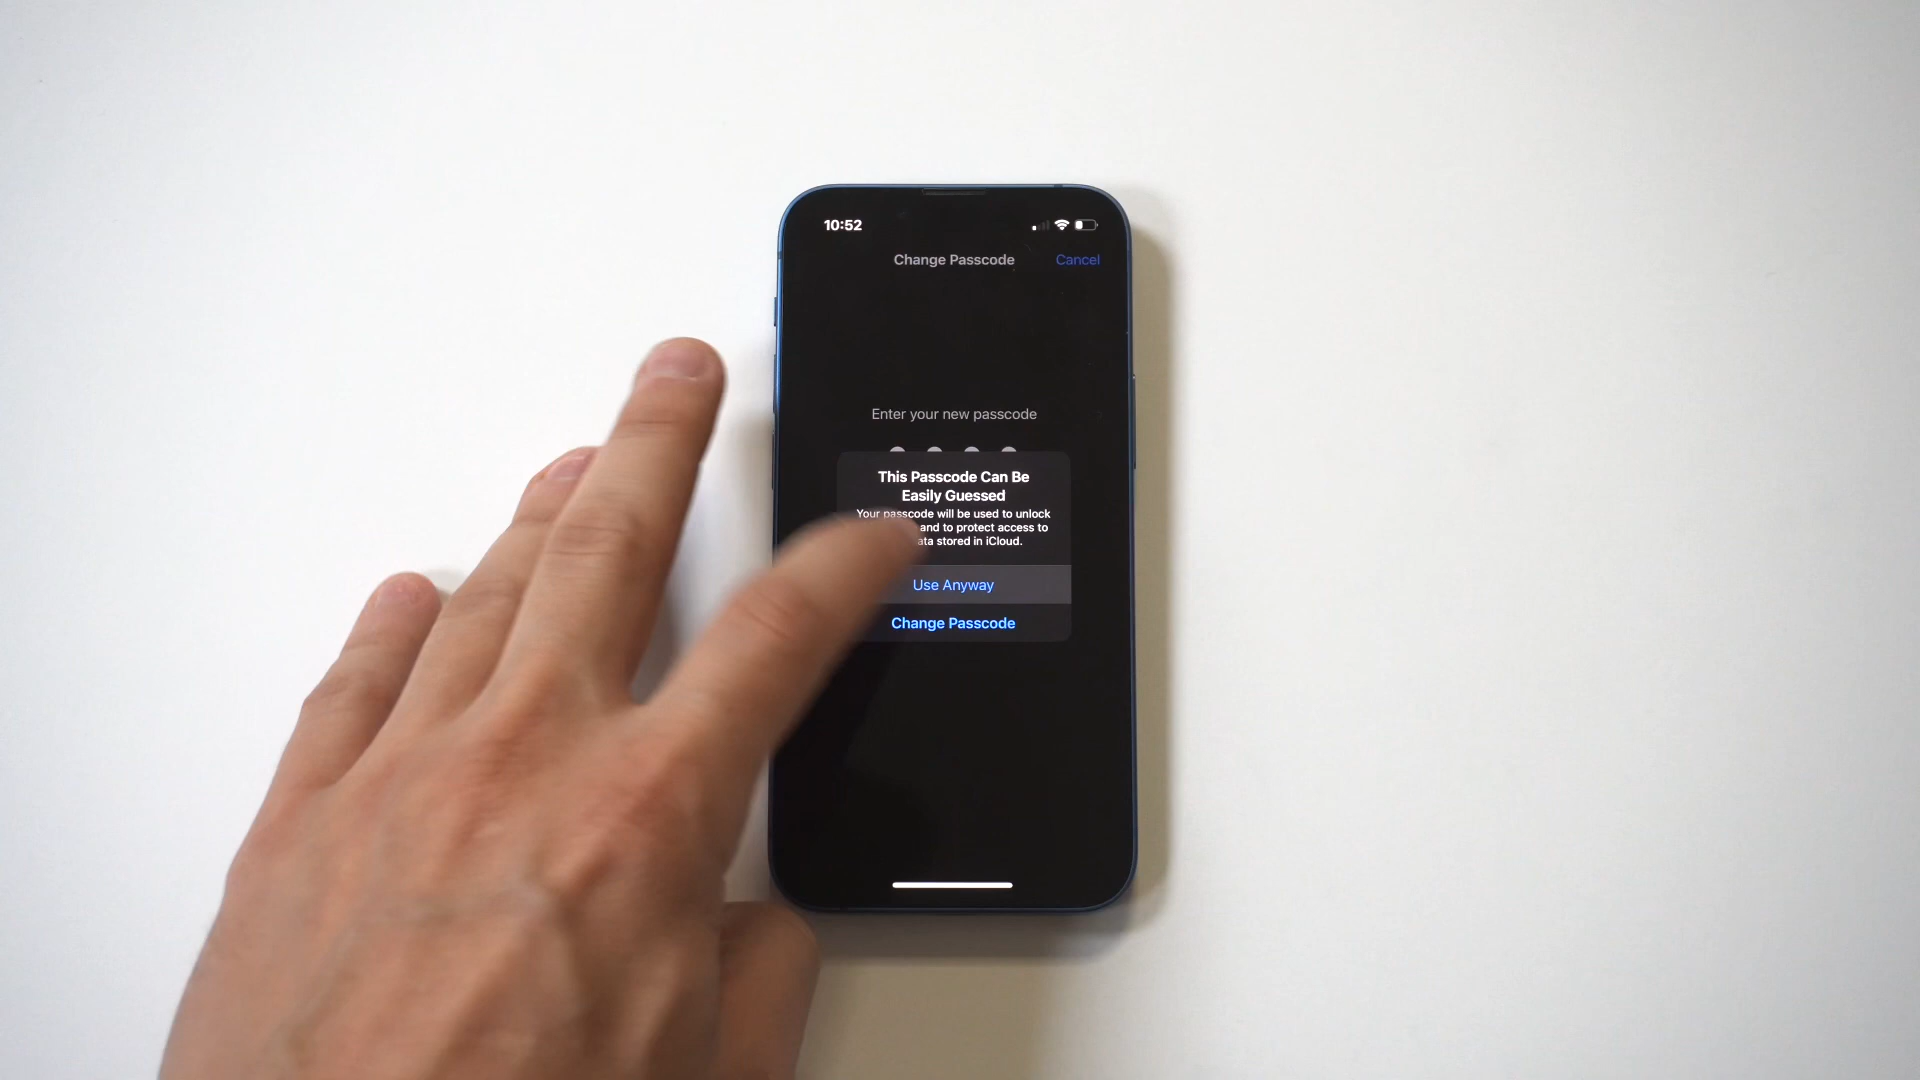 10:52
Change Passcode Cancel
Enter your new passcode
This Passcode Can Be
Easily Guessed
Your passcode will be used to unlock
and to protect access to
stored in iCloud.
Use Anyway
Change Passcode